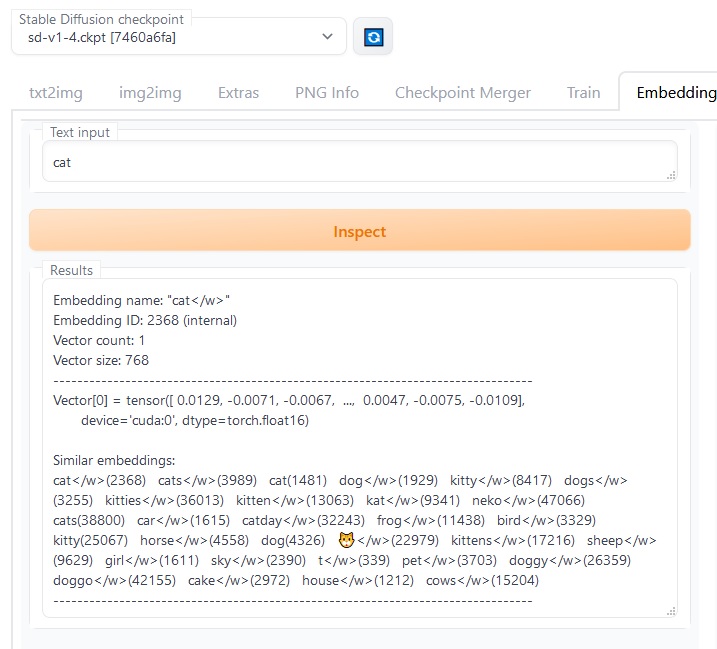 Stable Diffusion checkpoint
sd-v1-4.ckpt [7460a6fa]
txt2img img2img Extras PNG Info Checkpoint Merger Train Embedding
Text input
cat
Inspect
Results
Embedding name: "cat</w>"
Embedding ID: 2368 (internal)
Vector count: 1
Vector size: 768
--------------------------------------------------------------------------------
Vector[0] = tensor([ 0.0129, -0.0071, -0.0067,  ...,  0.0047, -0.0075, -0.0109],
device='cuda:0', dtype=torch.float16)
Similar embeddings:
cat</w>(2368) cats</w>(3989) cat(1481) dog</w>(1929) kitty</w>(8417) dogs</w>
(3255) kitties</w>(36013) kitten</w>(13063) kat</w>(9341) neko</w>(47066)
cats(38800) car</w>(1615) catday</w>(32243) frog</w>(11438) bird</w>(3329)
kitty(25067) horse</w>(4558) dog(4326) 🐱</w>(22979) kittens</w>(17216) sheep</w>
(9629) girl</w>(1611) sky</w>(2390) t</w>(339) pet</w>(3703) doggy</w>(26359)
doggo</w>(42155) cake</w>(2972) house</w>(1212) cows</w>(15204)
--------------------------------------------------------------------------------